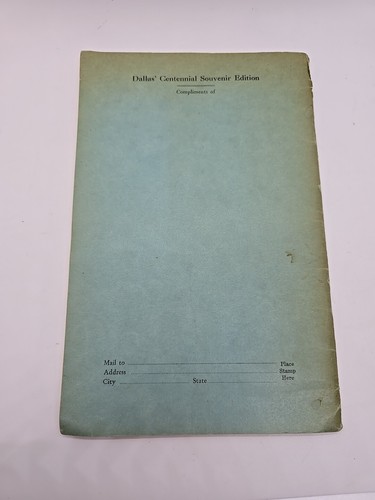 Dallas' Centennial Souvenir Edition
Compliments of
Mail to Place
Address Stamp
City State Here